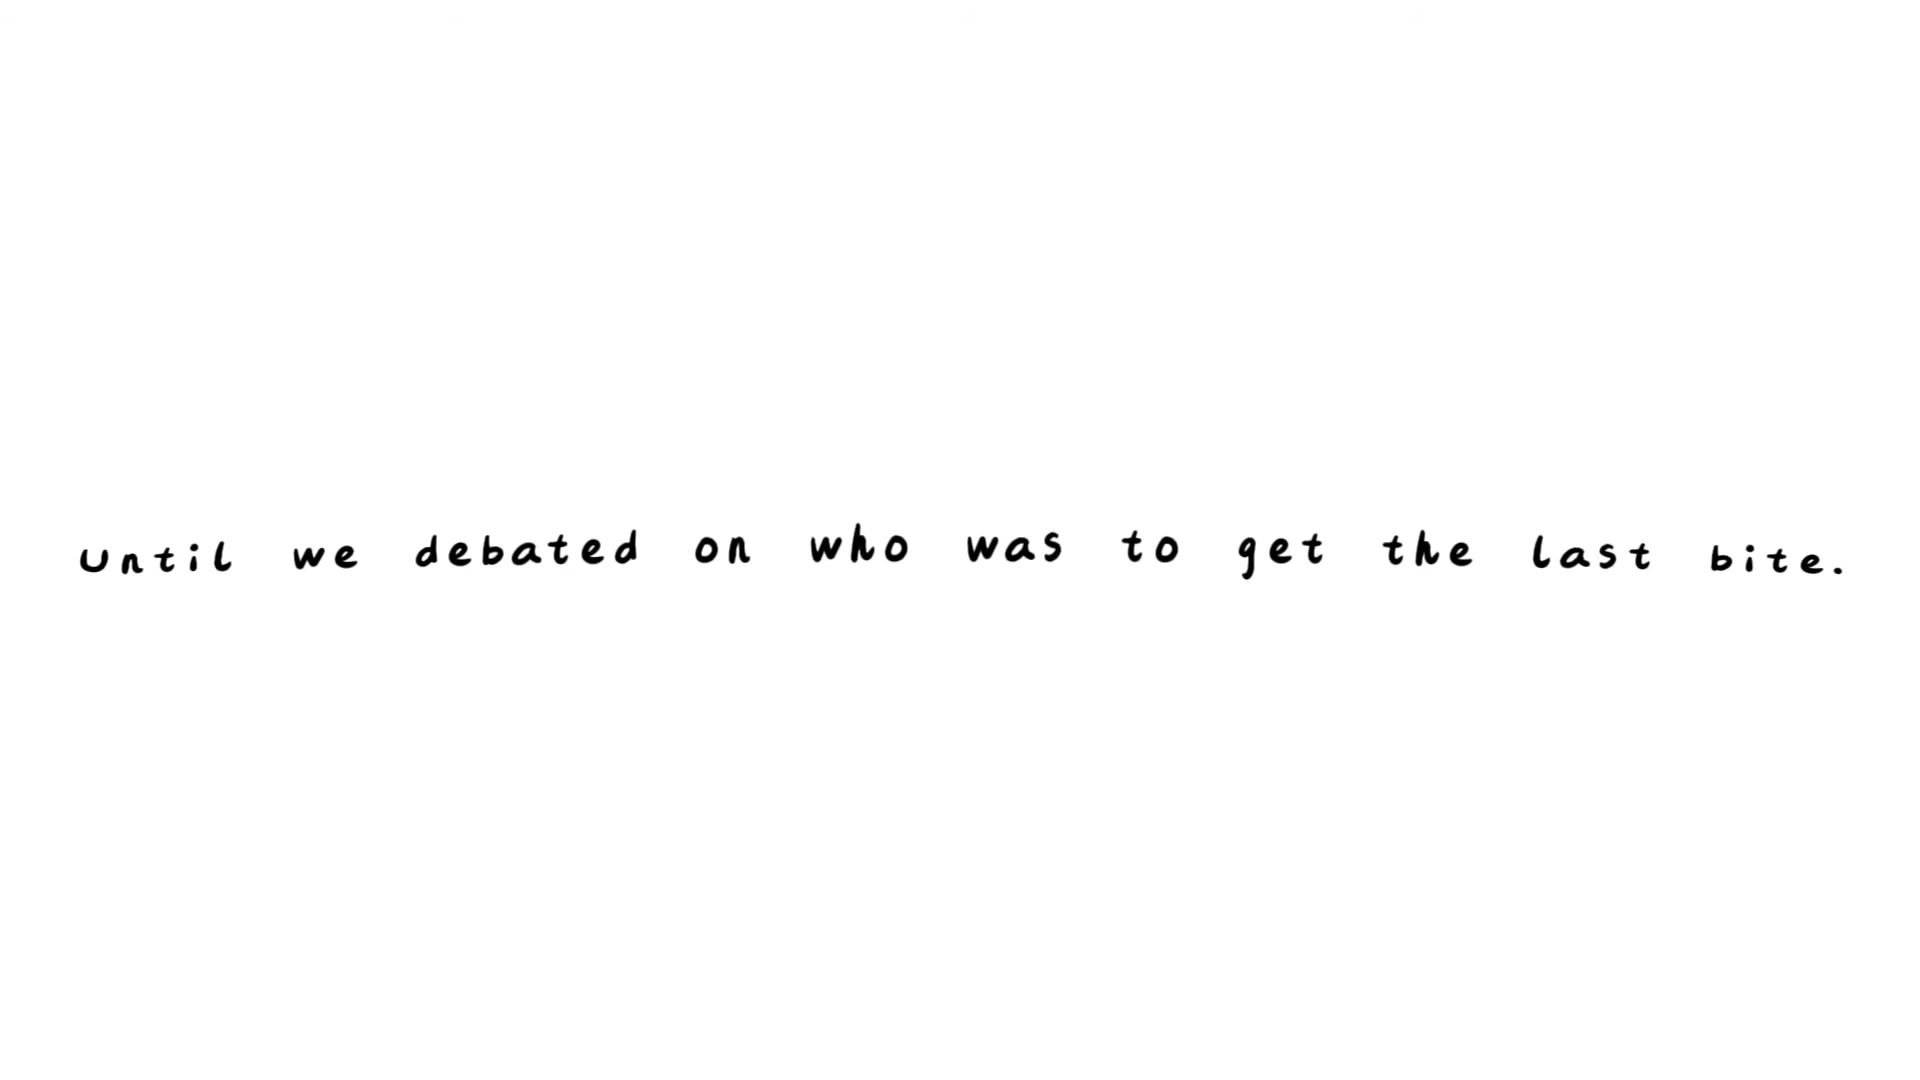 until we debated on who was to get the last bite.